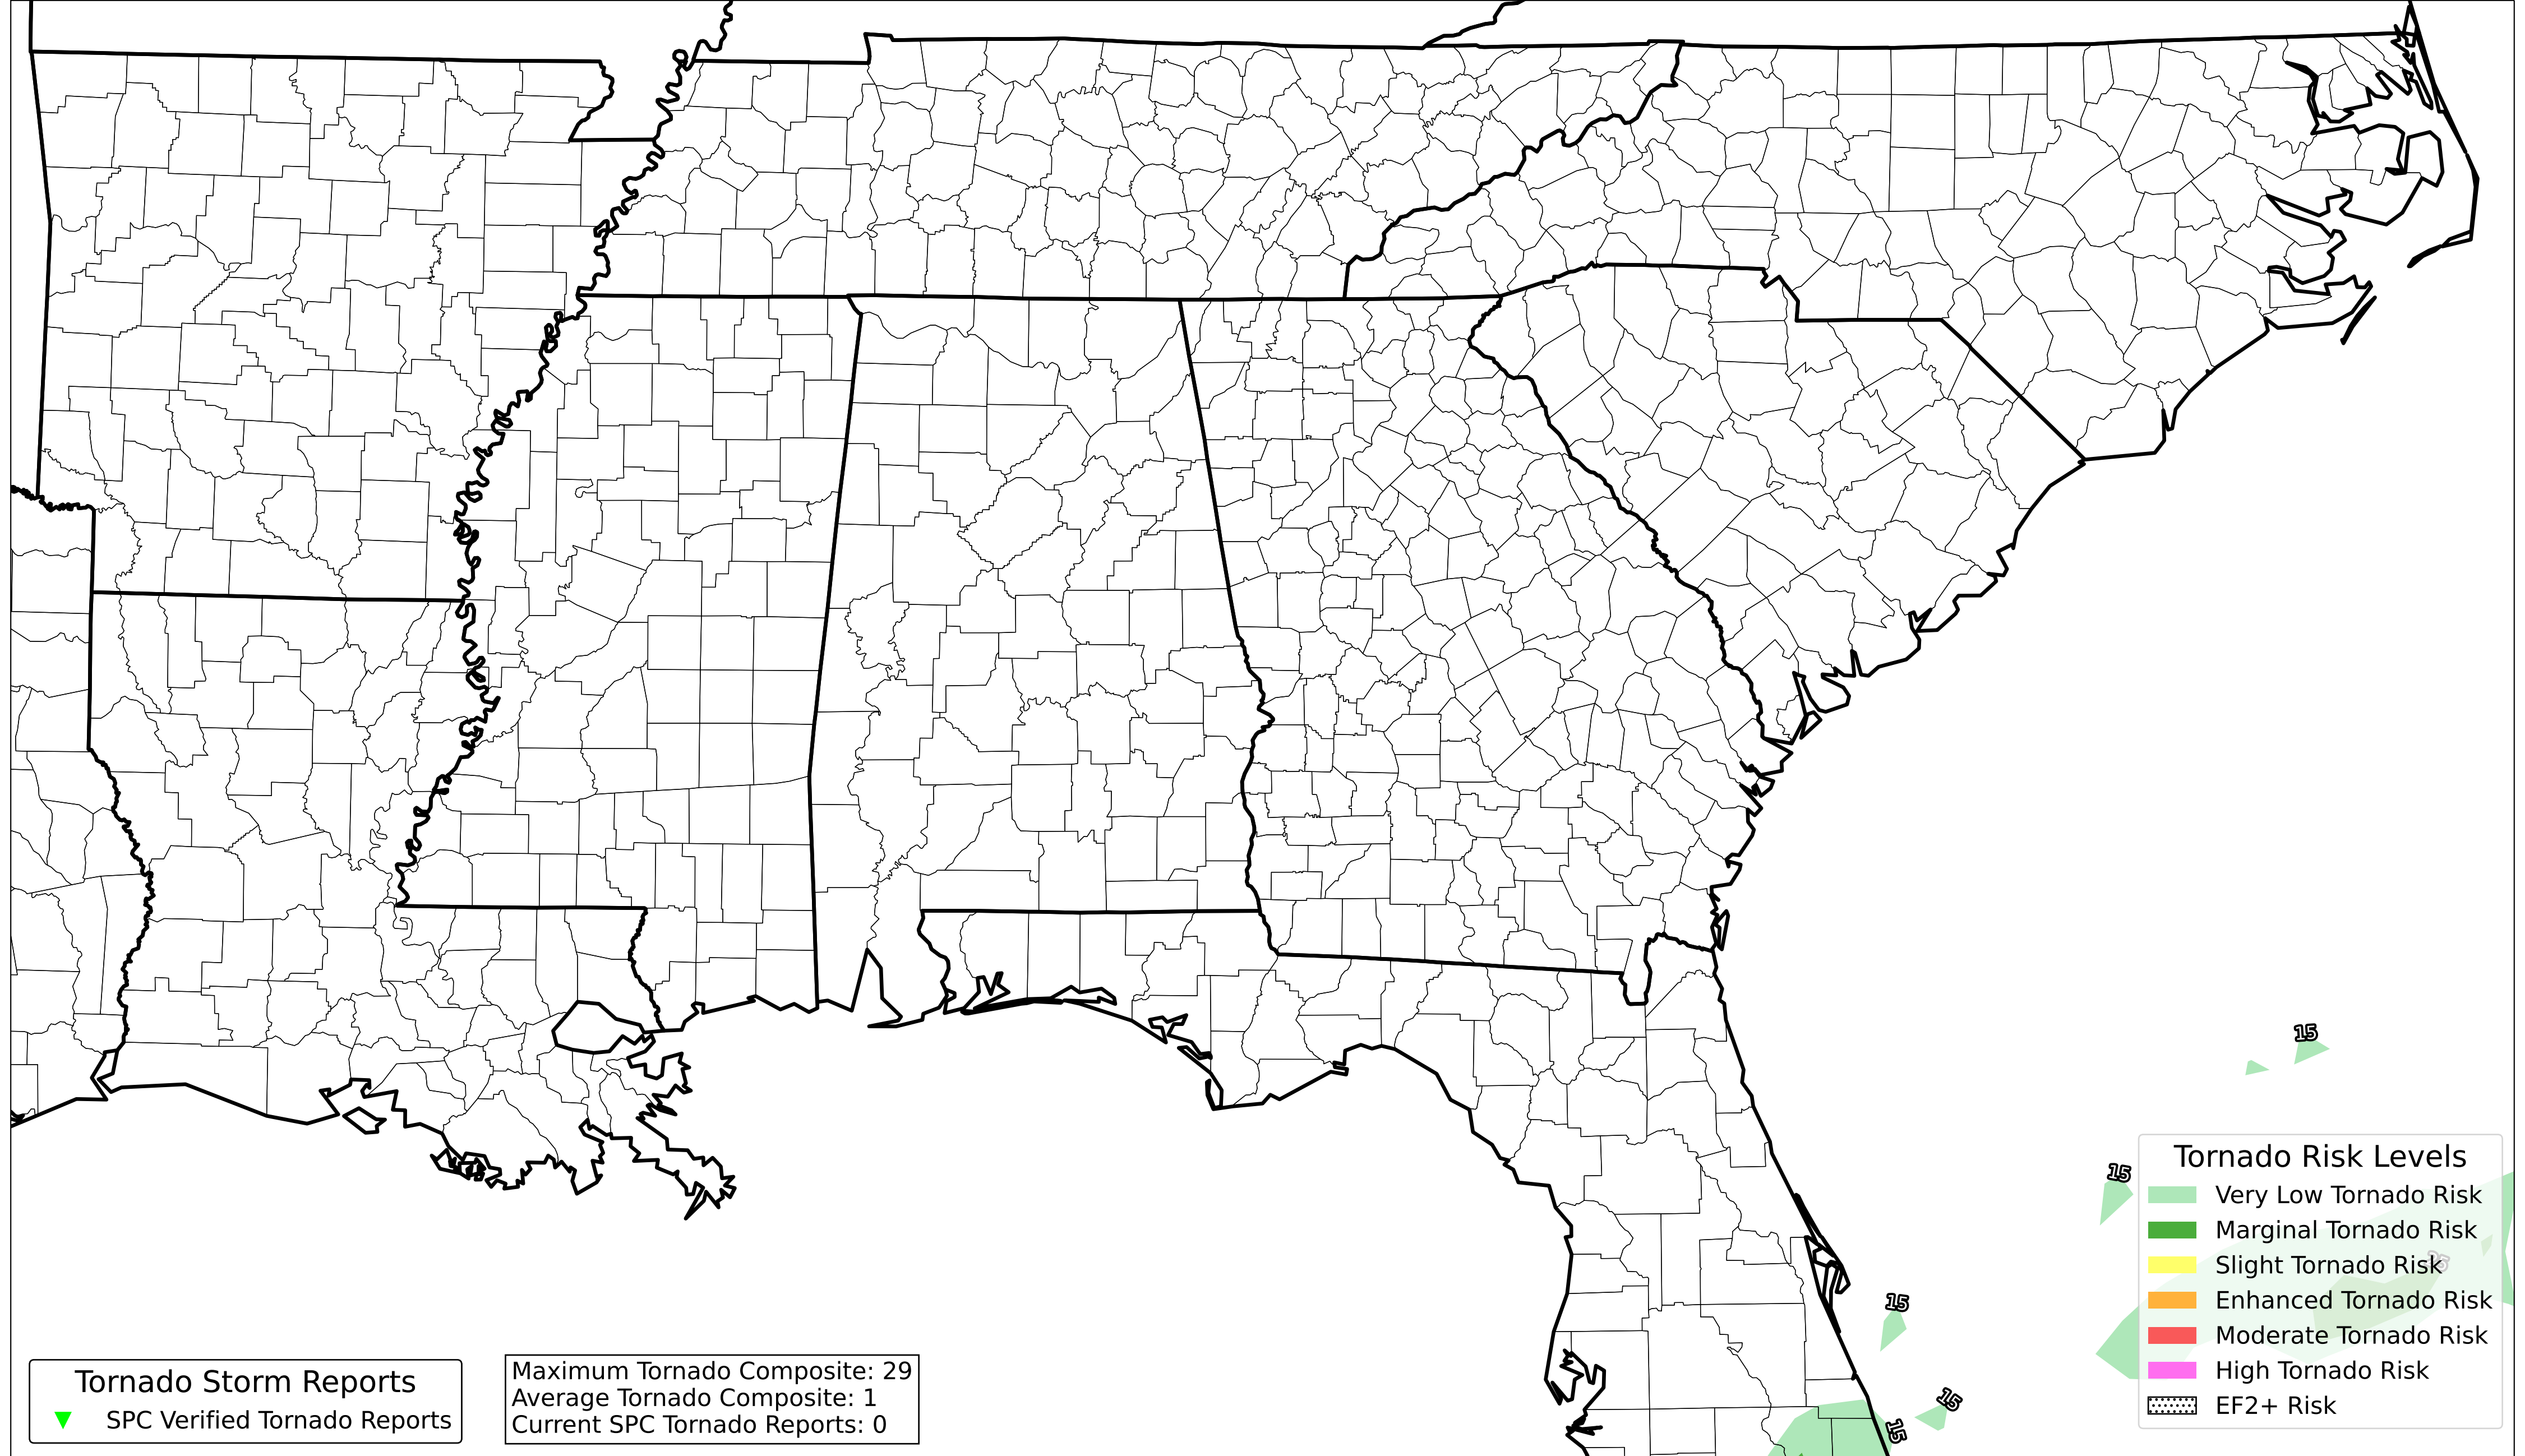 15
15
Tornado Risk Levels
Very Low Tornado Risk
Marginal Tornado Risk
Slight Tornado Risk
25
Enhanced Tornado Risk
15
Moderate Tornado Risk
High Tornado Risk
EF2+ Risk
15
15
Tornado Storm Reports
SPC Verified Tornado Reports
Maximum Tornado Composite: 29
Average Tornado Composite: 1
Current SPC Tornado Reports: 0